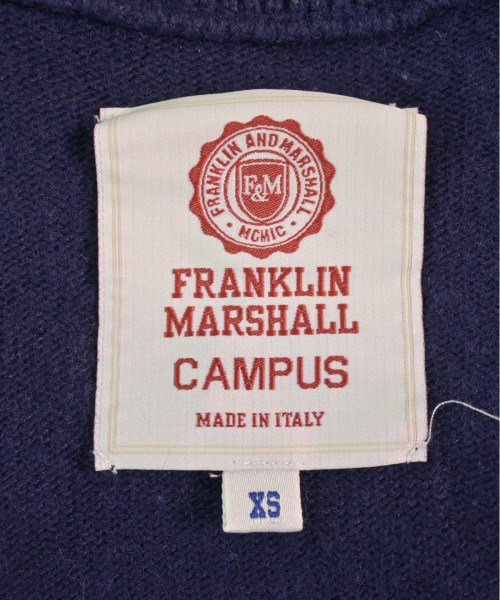 FRANKLIN AND MARSHALL
F&M
· MCMIC ·
FRANKLIN
MARSHALL
CAMPUS
MADE IN ITALY
XS